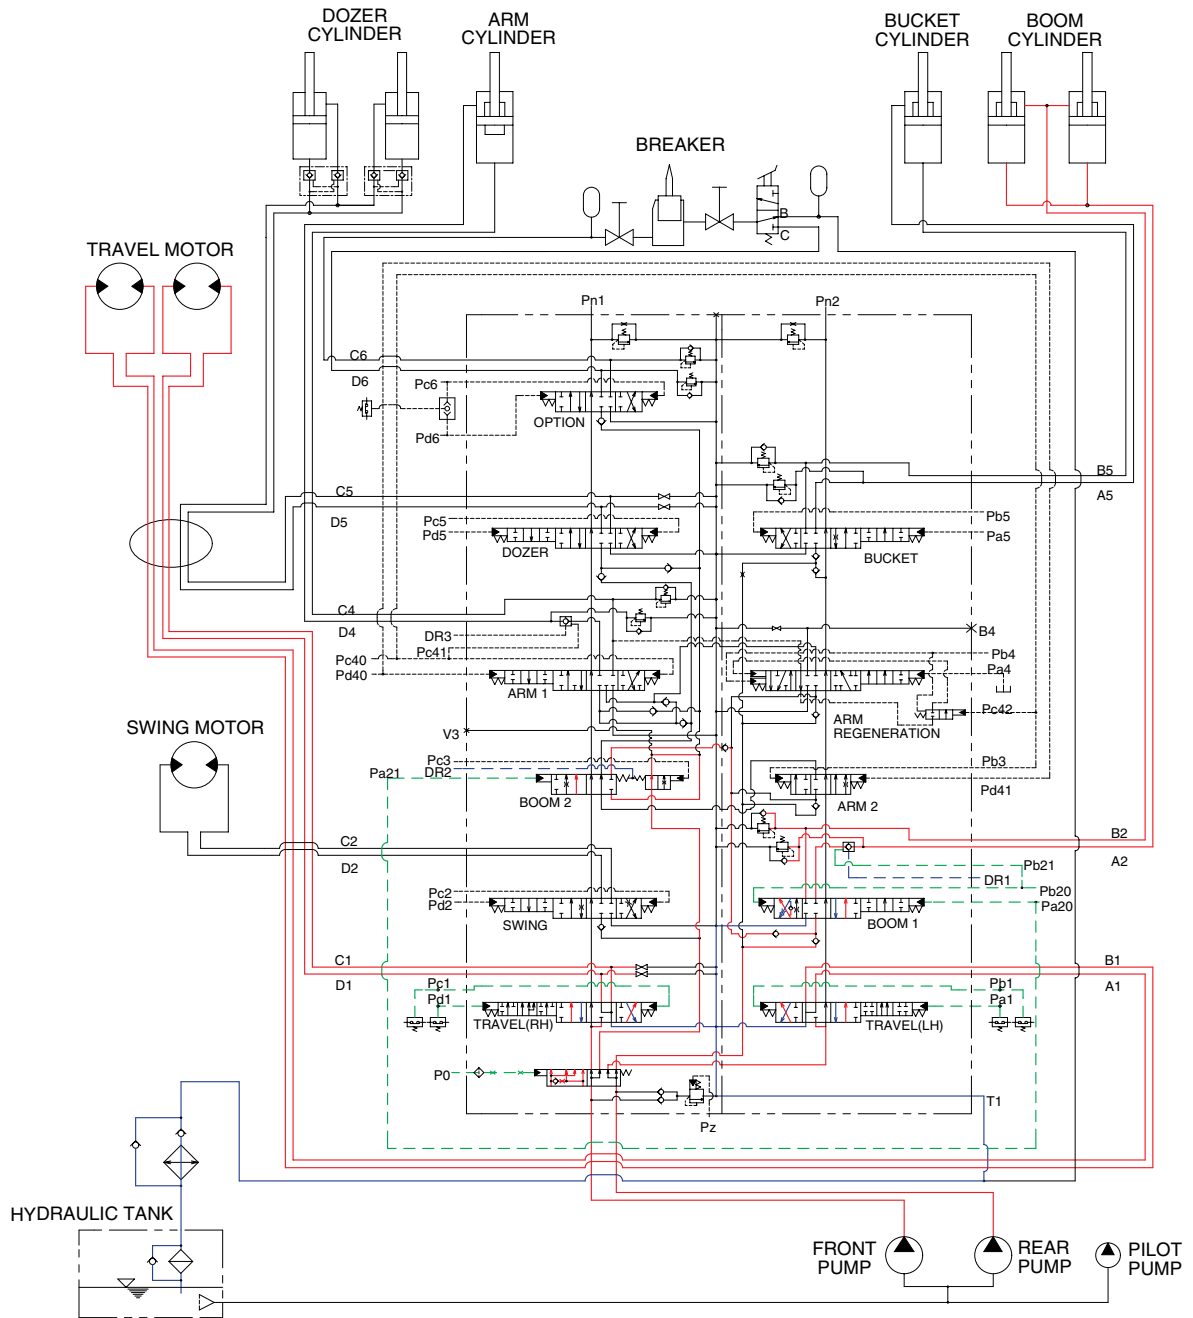 DOZER
CYLINDER
ARM
CYLINDER
BUCKET
CYLINDER
BOOM
CYLINDER
BREAKER
B
C
TRAVEL MOTOR
Pn1
Pn2
C6
D6
Pc6
Pd6
OPTION
B5
A5
C5
D5
Pc5
Pd5
DOZER
Pb5
Pa5
BUCKET
C4
D4
DR3
Pc41
Pc40
Pd40
ARM 1
B4
Pb4
Pa4
Pc42
ARM
REGENERATION
SWING MOTOR
V3
Pc3
DR2
Pa21
BOOM 2
Pb3
Pd41
ARM 2
C2
D2
B2
A2
Pb21
DR1
Pc2
Pd2
SWING
Pb20
Pa20
BOOM 1
C1
D1
B1
A1
Pc1
Pd1
TRAVEL(RH)
Pb1
Pa1
TRAVEL(LH)
P0
Pz
T1
HYDRAULIC TANK
FRONT
PUMP
REAR
PUMP
PILOT
PUMP